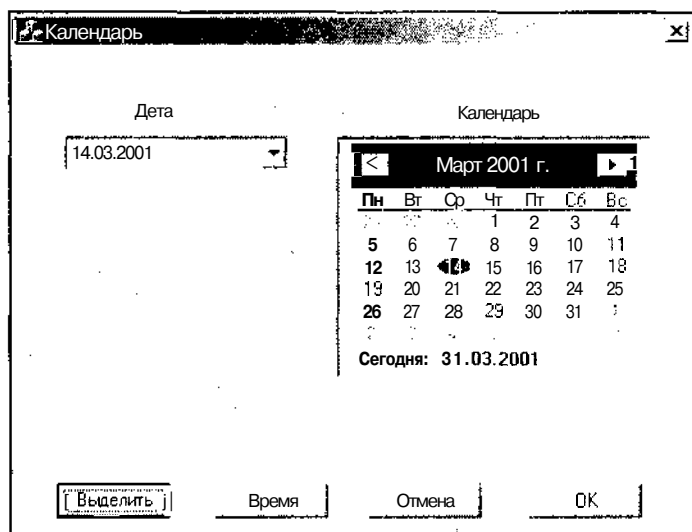 Календарь
Дета Календарь
14.03.2001
Март 2001 г.
Пн Вт Ср Чт Пт Сб Вс
1 2 3 4
5 6 7 8 9 10 11
12 13 14 15 16 17 18
19 20 21 22 23 24 25
26 27 28 29 30 31 1
Сегодня: 31.03.2001
Выделить Время Отмена OK